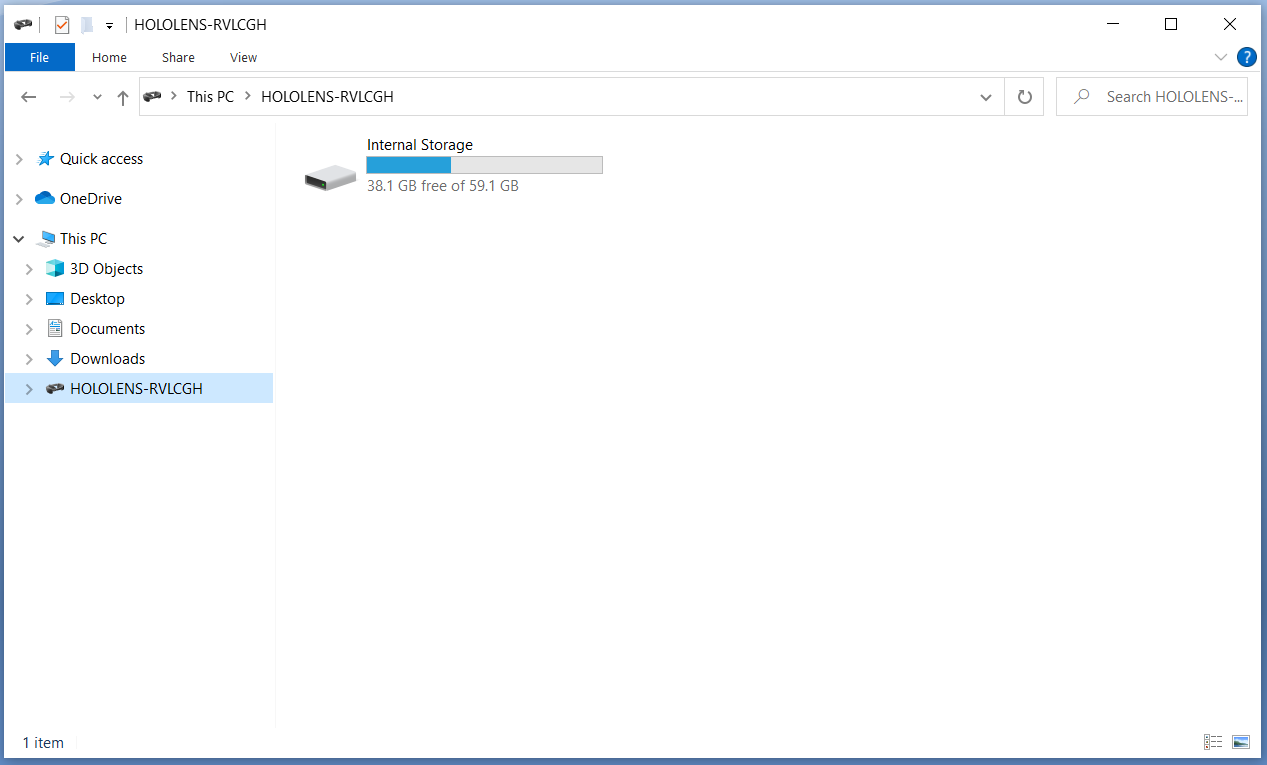 HOLOLENS-RVLCGH
File Home Share View
?
This PC HOLOLENS-RVLCGH
Search HOLOLENS-...
Quick access
OneDrive
This PC
3D Objects
Desktop
Documents
Downloads
HOLOLENS-RVLCGH
Internal Storage
38.1 GB free of 59.1 GB
1 item